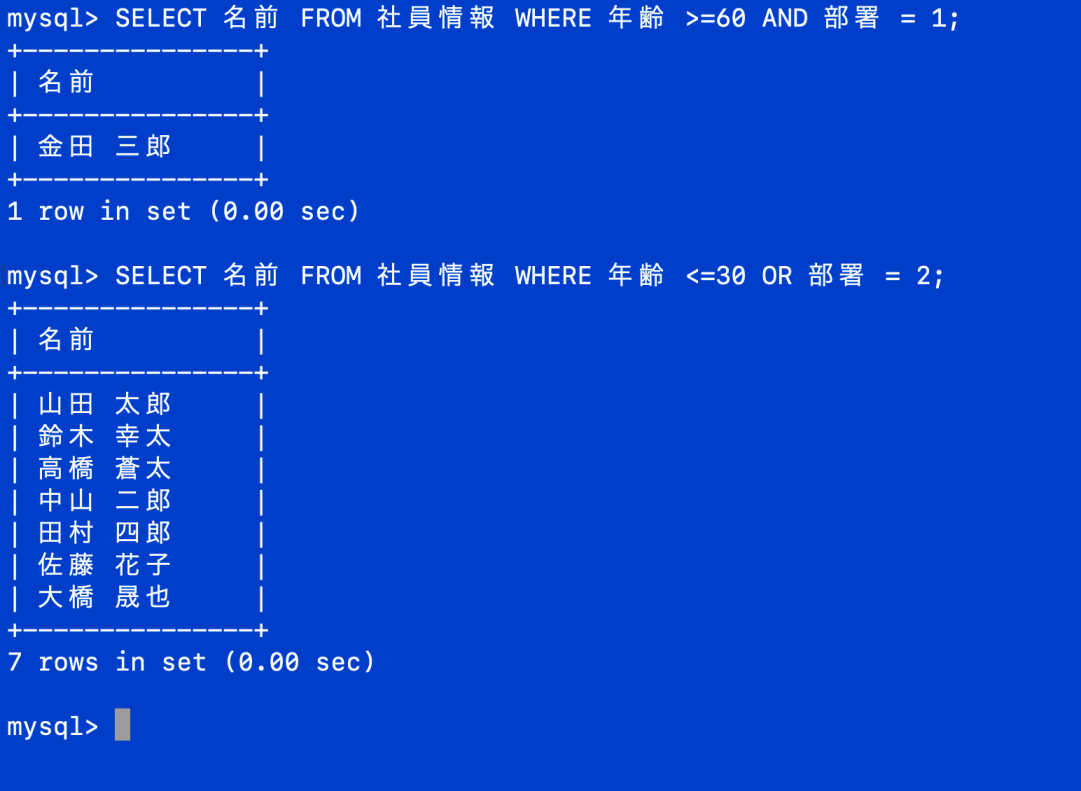 mysql> SELECT 名前 FROM 社員情報 WHERE 年齢 >=60 AND 部署 = 1;
+---------------+
| 名前          |
+---------------+
| 金田 三郎     |
+---------------+
1 row in set (0.00 sec)

mysql> SELECT 名前 FROM 社員情報 WHERE 年齢 <=30 OR 部署 = 2;
+---------------+
| 名前          |
+---------------+
| 山田 太郎     |
| 鈴木 幸太     |
| 高橋 蒼太     |
| 中山 二郎     |
| 田村 四郎     |
| 佐藤 花子     |
| 大橋 晟也     |
+---------------+
7 rows in set (0.00 sec)

mysql>